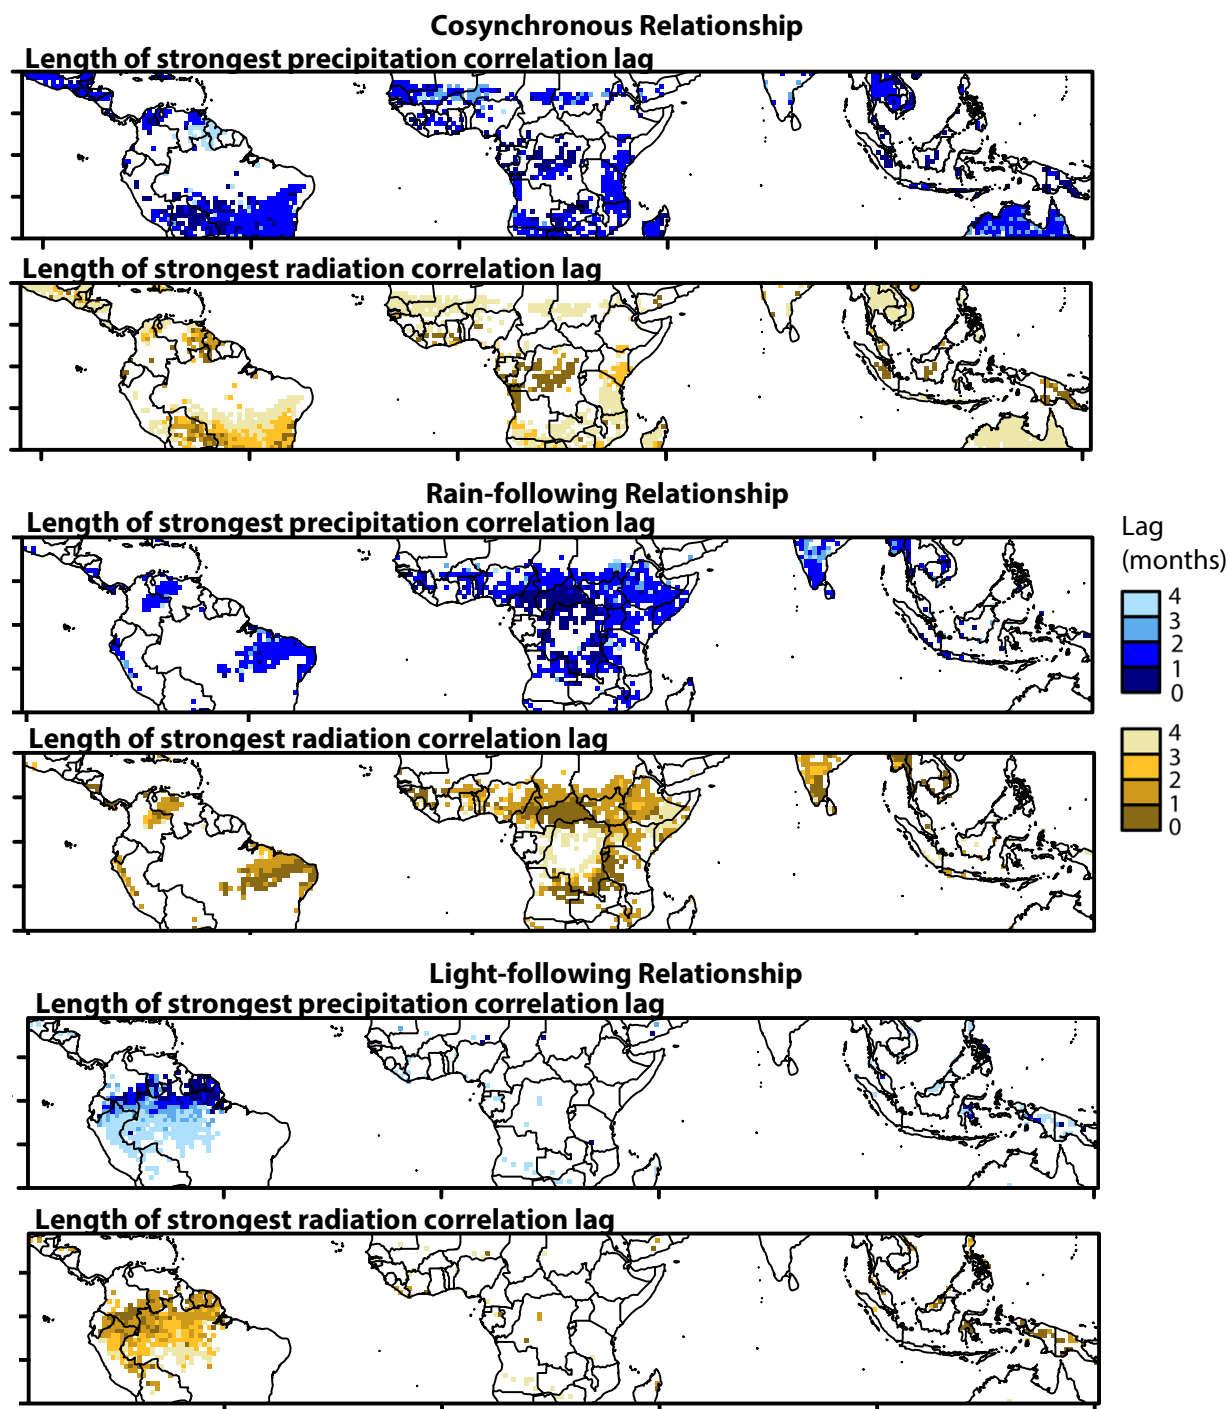 Cosynchronous Relationship
Length of strongest precipitation correlation lag
Length of strongest radiation correlation lag
Rain-following Relationship
Length of strongest precipitation correlation lag
Lag
(months)
4
3
2
1
0
Length of strongest radiation correlation lag
4
3
2
1
0
Light-following Relationship
Length of strongest precipitation correlation lag
Length of strongest radiation correlation lag